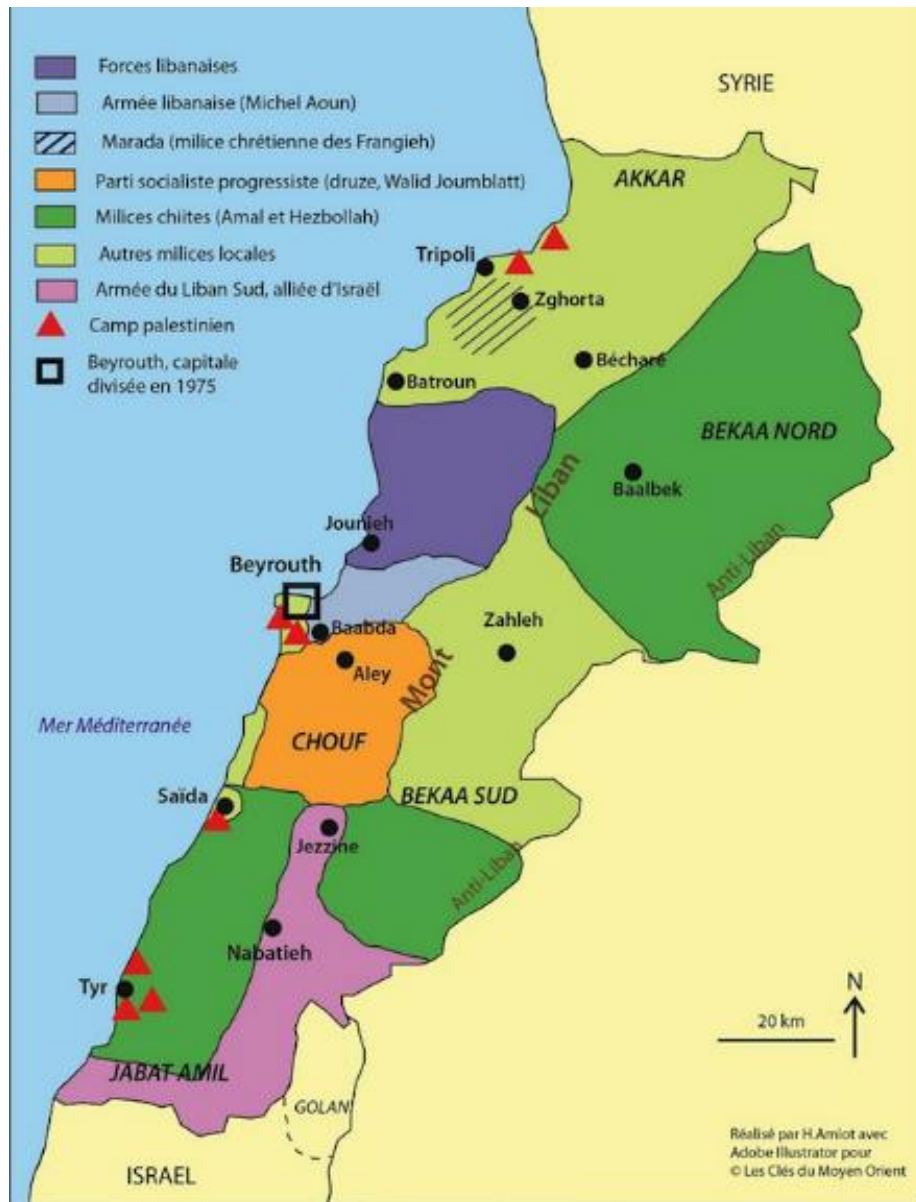 Forces libanaises
Armée libanaise (Michel Aoun)
Marada (milice chrétienne des Frangieh)
Parti socialiste progressiste (druze, Walid Joumblatt)
Milices chiites (Amal et Hezbollah)
Autres milices locales
Armée du Liban Sud, alliée d'Israël
Camp palestinien
Beyrouth, capitale
divisée en 1975
SYRIE
AKKAR
Tripoli
Zghorta
Bécharé
Batroun
BEKAA NORD
Liban
Baalbek
Jounieh
Anti-Liban
Beyrouth
Baabda
Zahleh
Aley
Mont
Mer Méditerranée
CHOUF
Saïda
BEKAA SUD
Jezzine
Anti-Liban
Nabatieh
Tyr
N
20 km
JABAT AMIL
GOLAN
ISRAEL
Réalisé par H.Amiot avec
Adobe Illustrator pour
© Les Clés du Moyen Orient